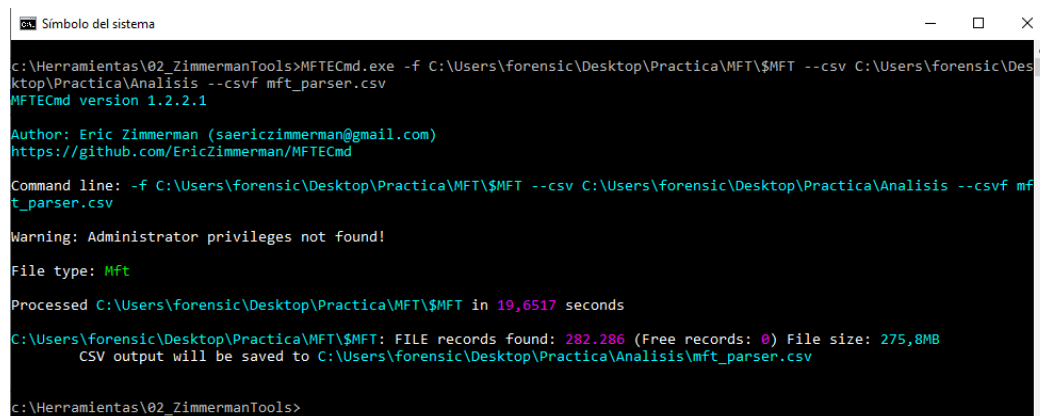 Símbolo del sistema
c:\Herramientas\02_ZimmermanTools>MFTECmd.exe -f C:\Users\forensic\Desktop\Practica\MFT\$MFT --csv C:\Users\forensic\Des
ktop\Practica\Analisis --csvf mft_parser.csv
MFTECmd version 1.2.2.1
Author: Eric Zimmerman (saericzimmerman@gmail.com)
https://github.com/EricZimmerman/MFTECmd
Command line: -f C:\Users\forensic\Desktop\Practica\MFT\$MFT --csv C:\Users\forensic\Desktop\Practica\Analisis --csvf mf
t_parser.csv
Warning: Administrator privileges not found!
File type: Mft
Processed C:\Users\forensic\Desktop\Practica\MFT\$MFT in 19,6517 seconds
C:\Users\forensic\Desktop\Practica\MFT\$MFT: FILE records found: 282.286 (Free records: 0) File size: 275,8MB
CSV output will be saved to C:\Users\forensic\Desktop\Practica\Analisis\mft_parser.csv
c:\Herramientas\02_ZimmermanTools>